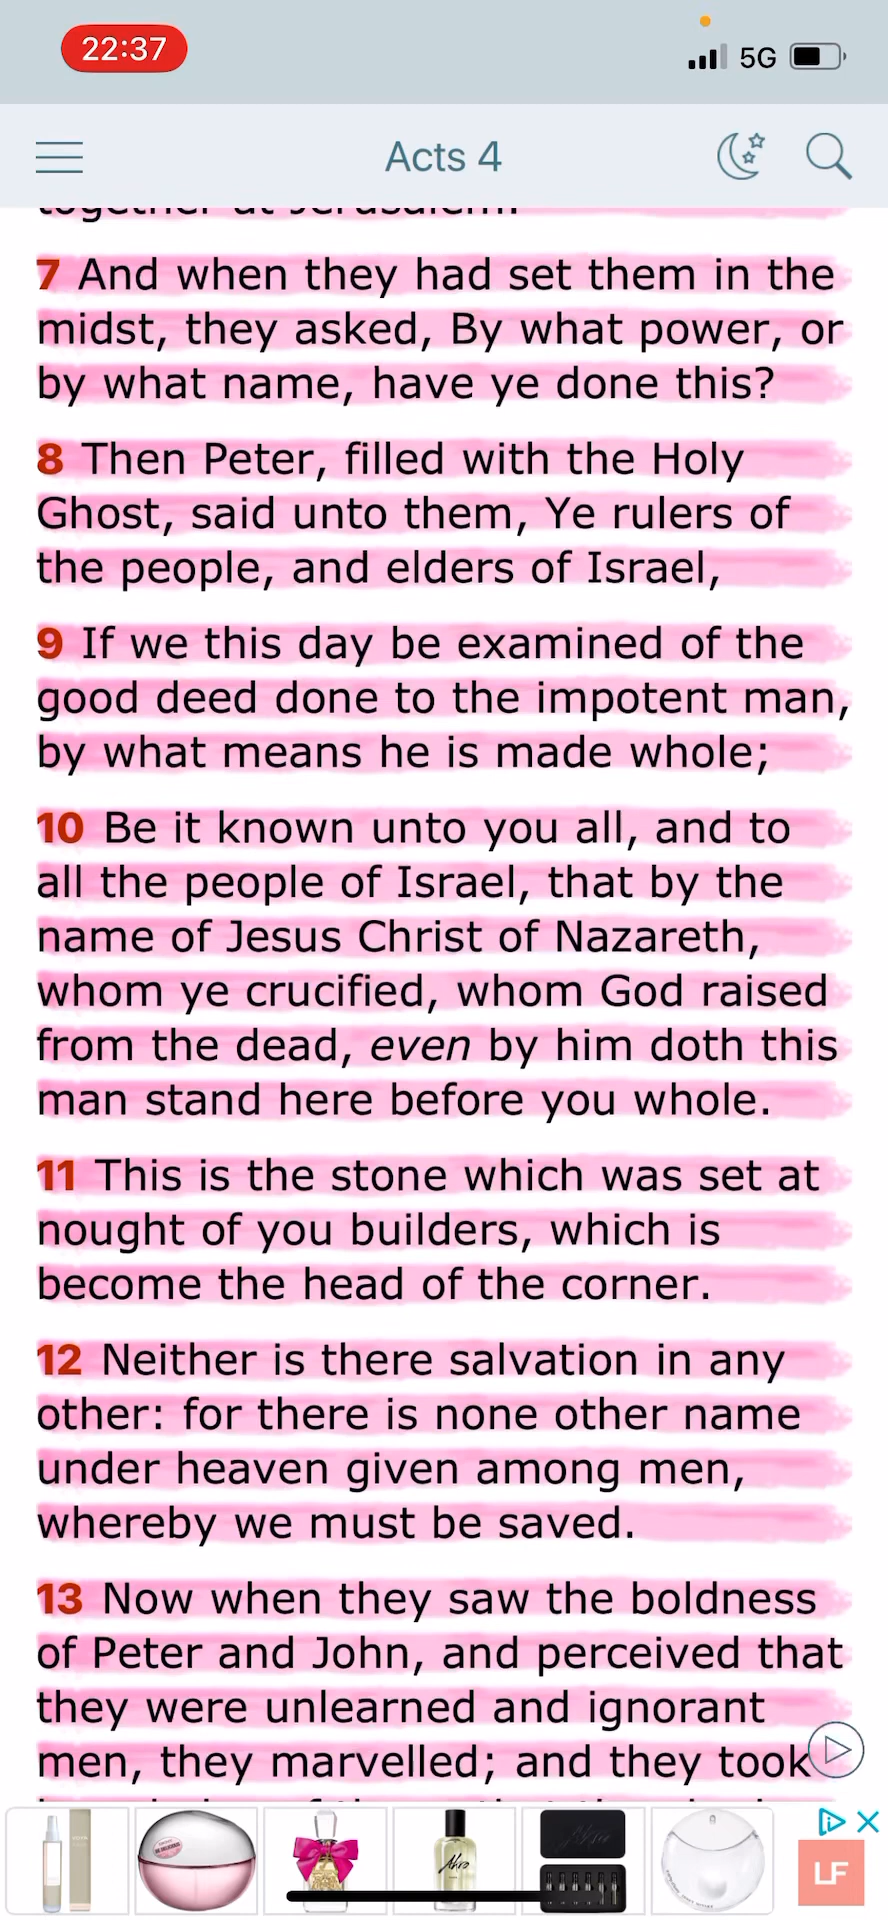 22:37
5G
Acts 4
together at Jerusalem.
7 And when they had set them in the
midst, they asked, By what power, or
by what name, have ye done this?
8 Then Peter, filled with the Holy
Ghost, said unto them, Ye rulers of
the people, and elders of Israel,
9 If we this day be examined of the
good deed done to the impotent man,
by what means he is made whole;
10 Be it known unto you all, and to
all the people of Israel, that by the
name of Jesus Christ of Nazareth,
whom ye crucified, whom God raised
from the dead, even by him doth this
man stand here before you whole.
11 This is the stone which was set at
nought of you builders, which is
become the head of the corner.
12 Neither is there salvation in any
other: for there is none other name
under heaven given among men,
whereby we must be saved.
13 Now when they saw the boldness
of Peter and John, and perceived that
they were unlearned and ignorant
men, they marvelled; and they took
Akro
LF